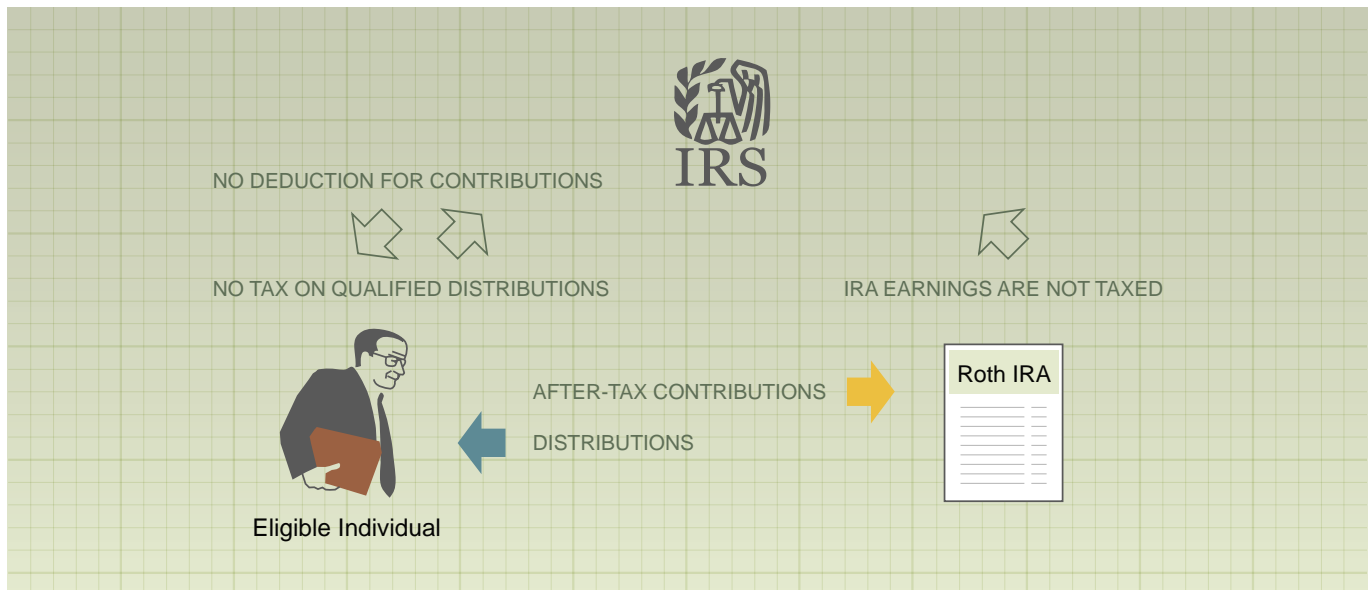 IRS
NO DEDUCTION FOR CONTRIBUTIONS
NO TAX ON QUALIFIED DISTRIBUTIONS
IRA EARNINGS ARE NOT TAXED
Roth IRA
AFTER-TAX CONTRIBUTIONS
DISTRIBUTIONS
Eligible Individual